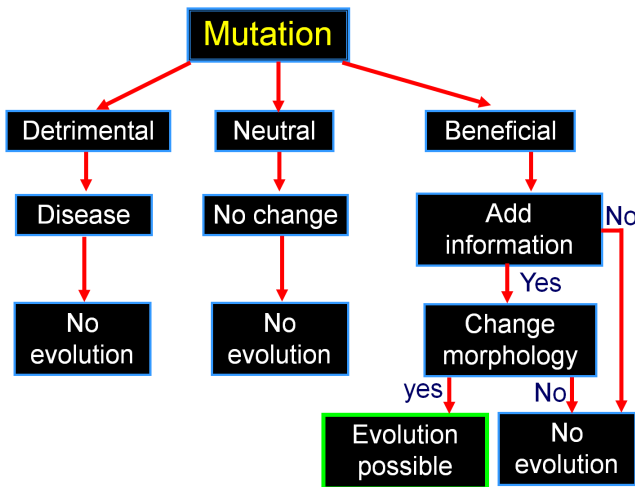 Mutation
Detrimental
Neutral
Beneficial
Disease
No change
Add
information
No
Yes
No
evolution
No
evolution
Change
morphology
yes
No
Evolution
possible
No
evolution